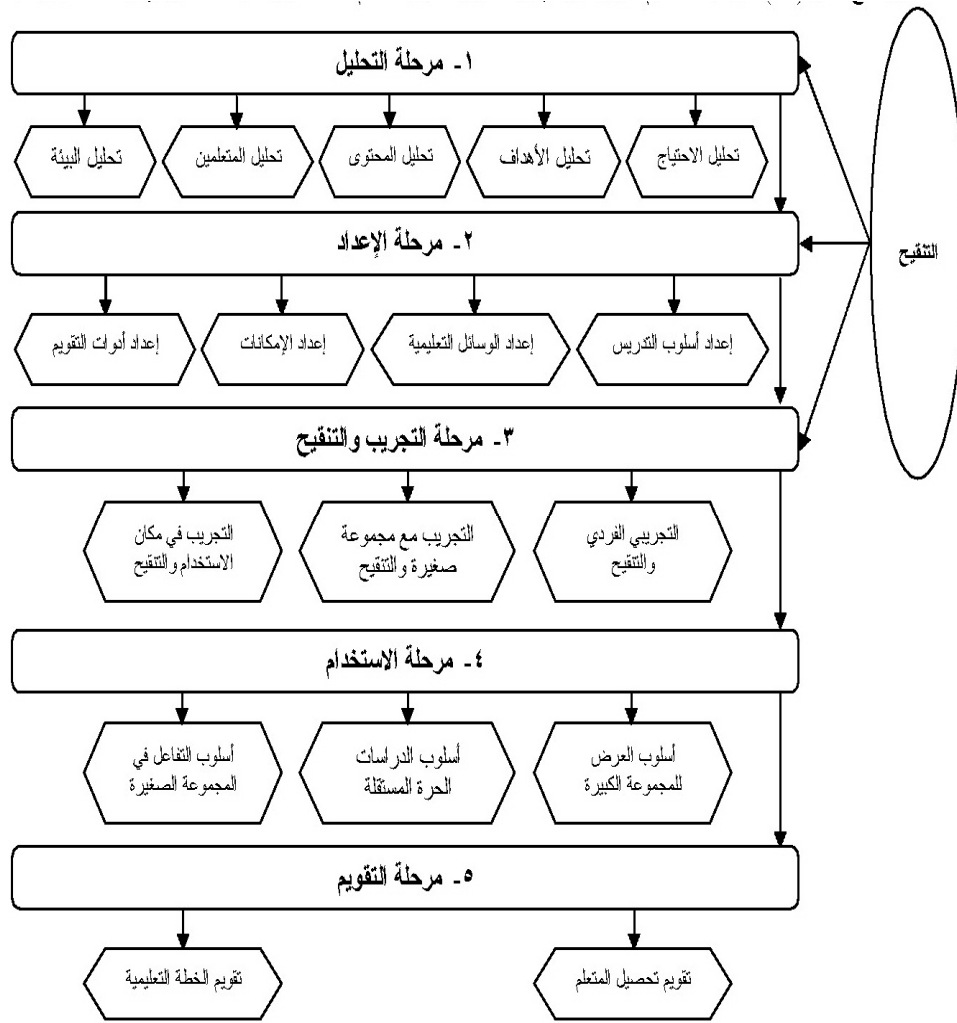 ١- مرحلة التحليل
تحليل الاحتياج
تحليل الأهداف
تحليل المحتوى
تحليل المتعلمين
تحليل البيئة
٢- مرحلة الإعداد
التنقيح
إعداد أسلوب التدريس
إعداد الوسائل التعليمية
إعداد الإمكانات
إعداد أدوات التقويم
٣- مرحلة التجريب والتنقيح
التجريبي الفردي
والتنقيح
التجريب مع مجموعة
صغيرة والتنقيح
التجريب في مكان
الاستخدام والتنقيح
٤- مرحلة الاستخدام
أسلوب العرض
للمجموعة الكبيرة
أسلوب الدراسات
الحرة المستقلة
أسلوب التفاعل في
المجموعة الصغيرة
٥- مرحلة التقويم
تقويم تحصيل المتعلم
تقويم الخطة التعليمية